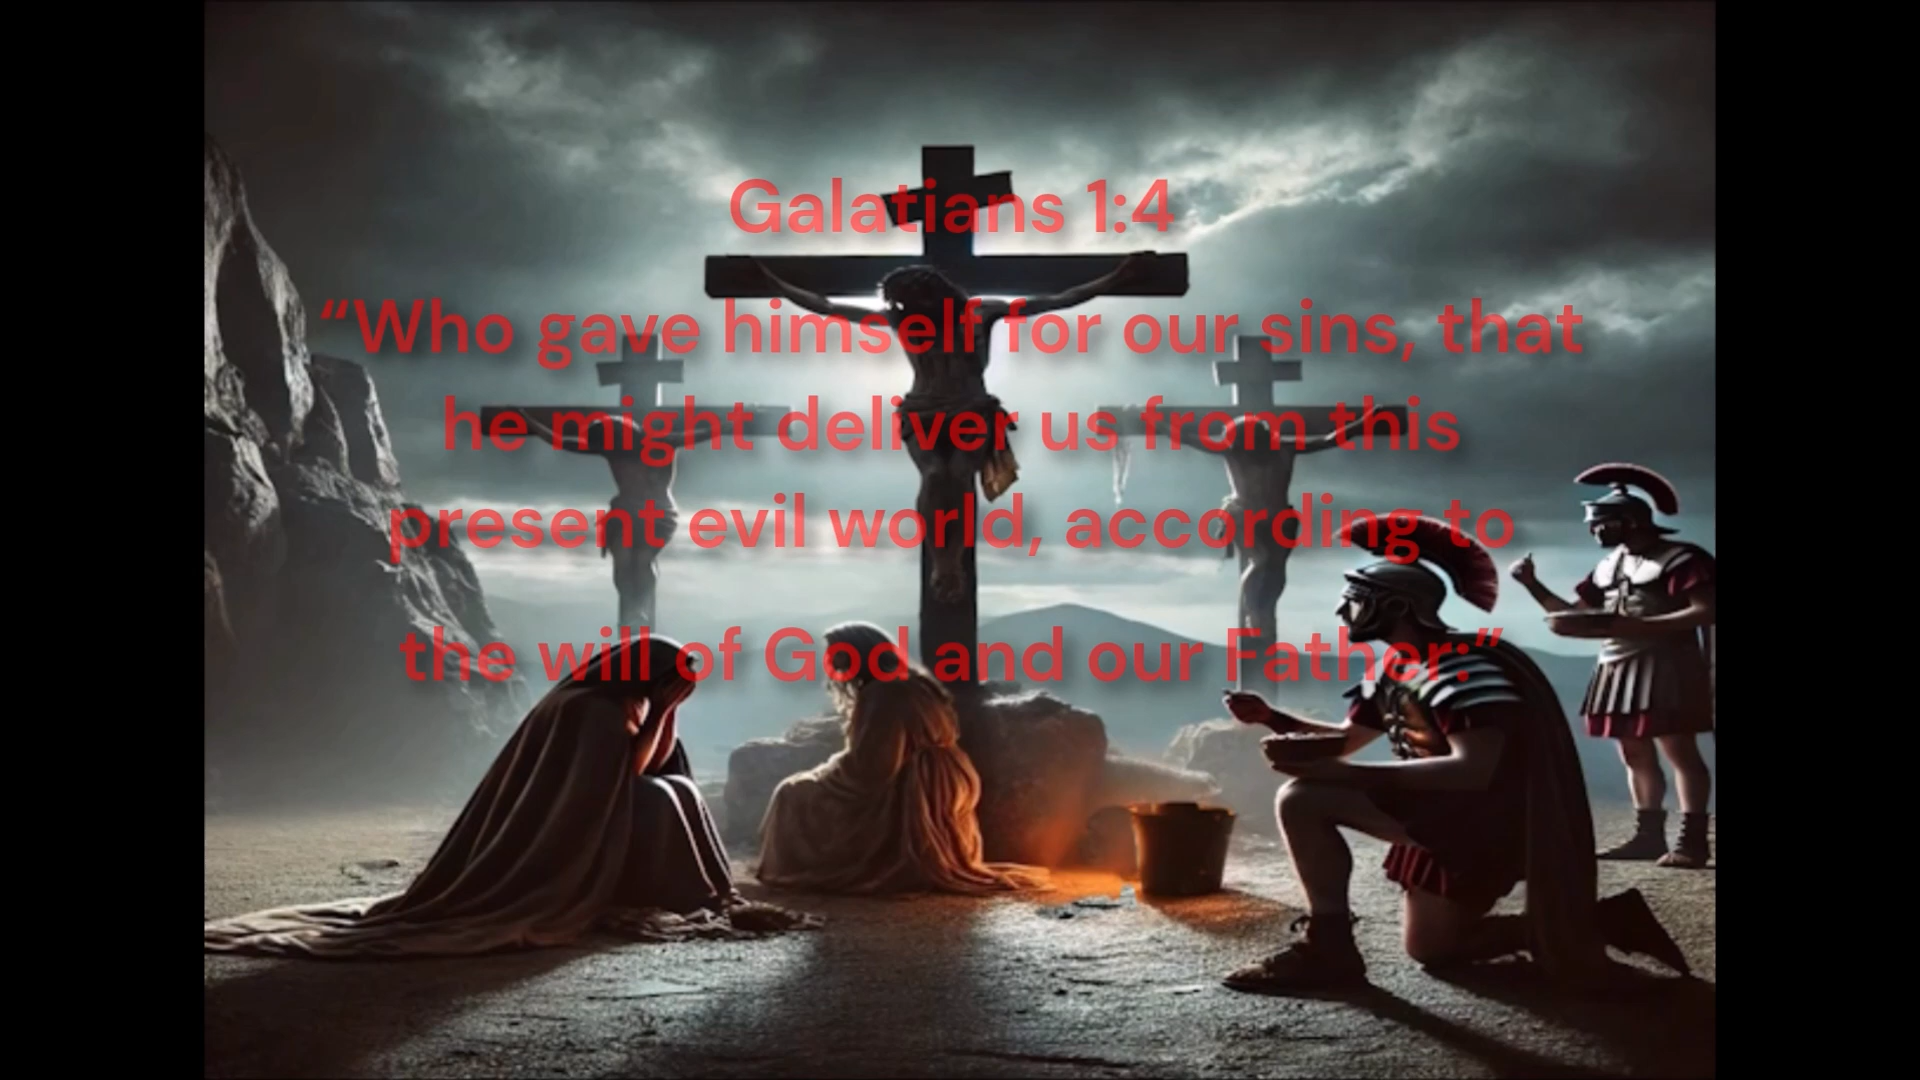 Galatians 1:4
“Who gave himself for our sins, that
he might deliver us from this
present evil world, according to
the will of God and our Father:”